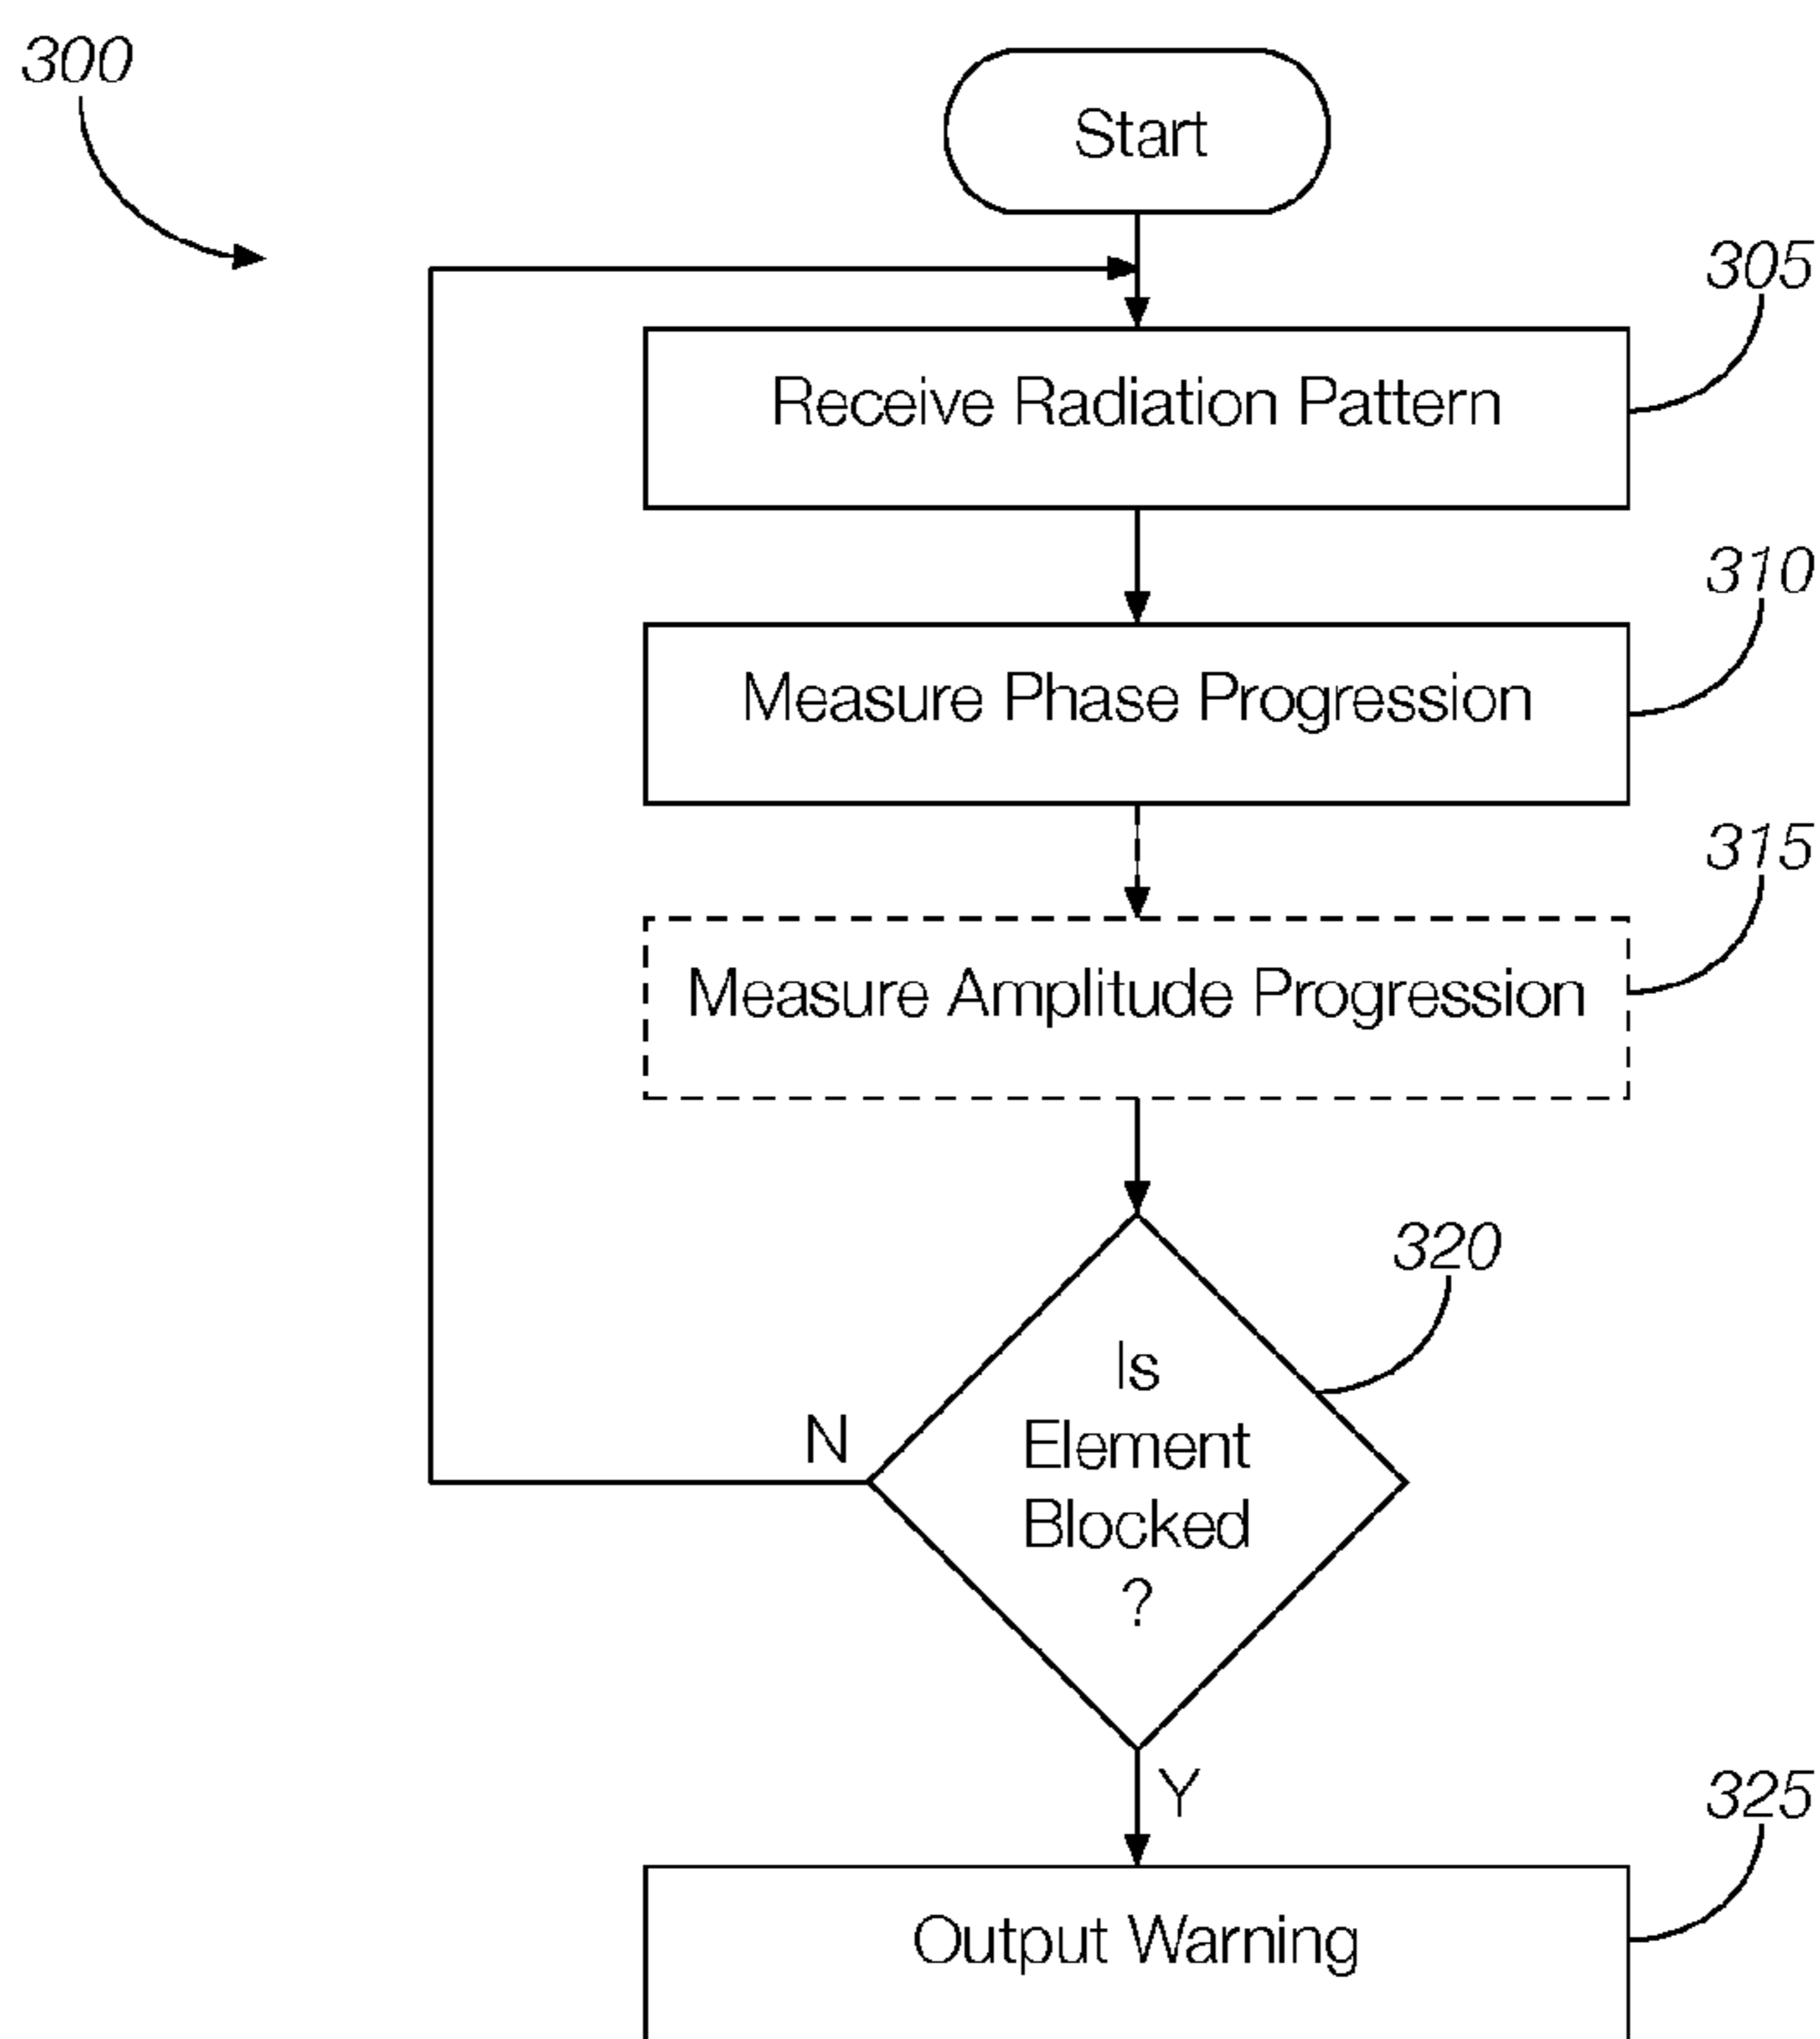 300
Start
305
Receive Radiation Pattern
310
Measure Phase Progression
315
Measure Amplitude Progression
320
Is
Element
Blocked
?
N
Y
325
Output Warning